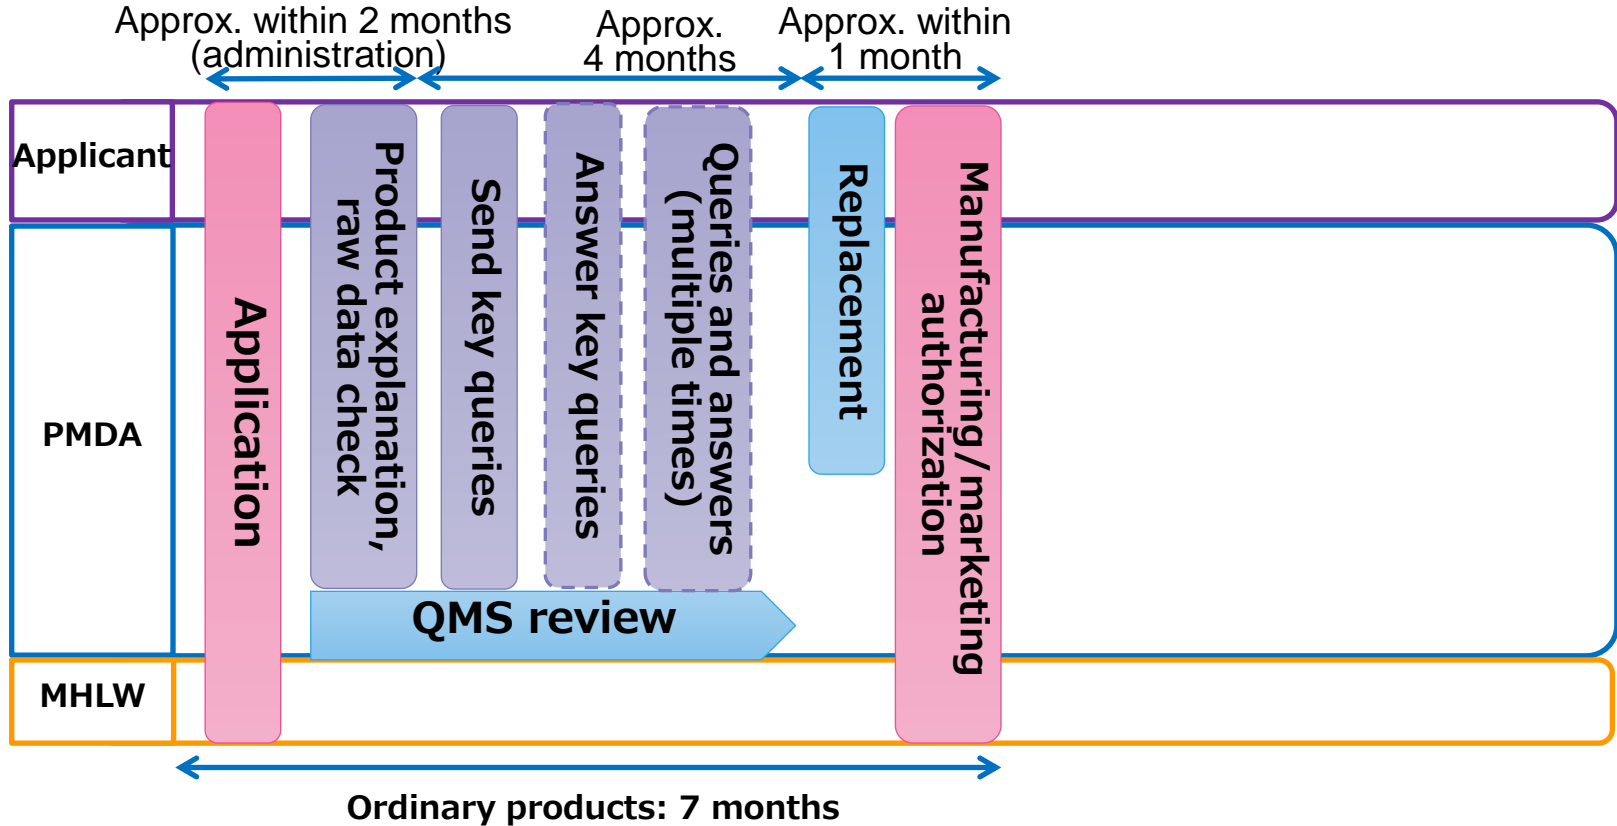 Approx. within 2 months
(administration)
Approx.
4 months
Approx. within
1 month
Applicant
PMDA
MHLW
Application
Product explanation,
raw data check
Send key queries
Answer key queries
Queries and answers
(multiple times)
Replacement
Manufacturing/marketing
authorization
QMS review
Ordinary products: 7 months